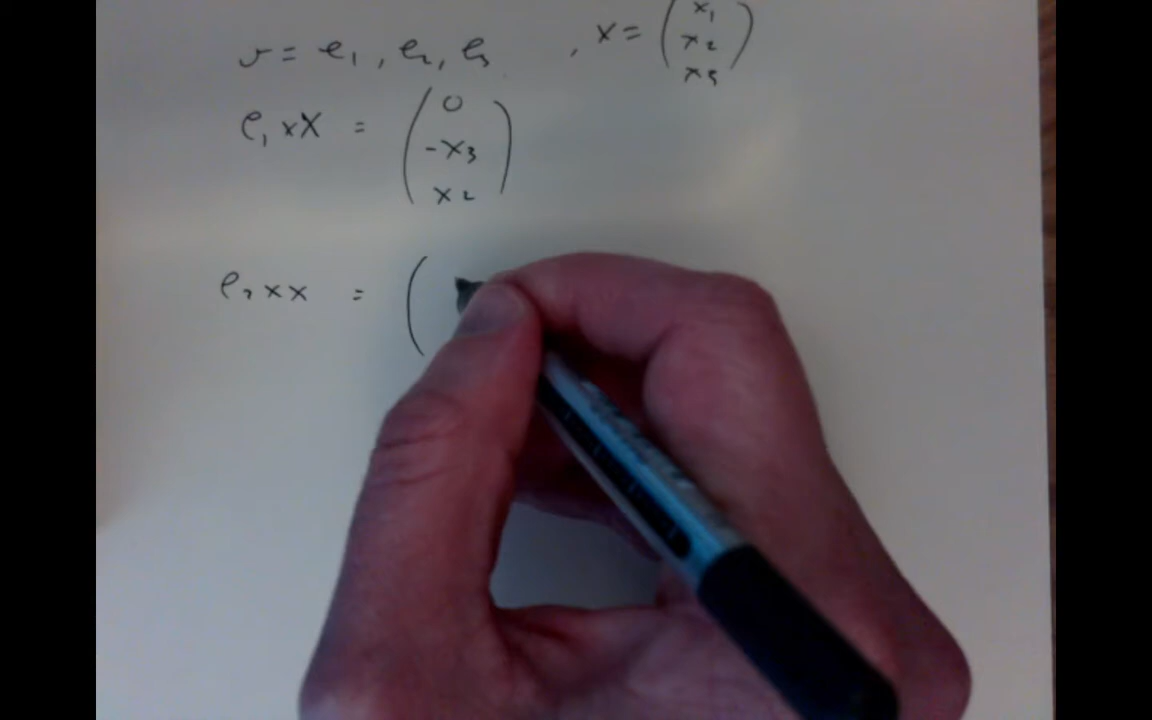 v = e₁, e₂, e₃ , x = (x₁
x₂
x₃)
e₁ × X = (0
-x₃
x₂)
e₂ × x = (